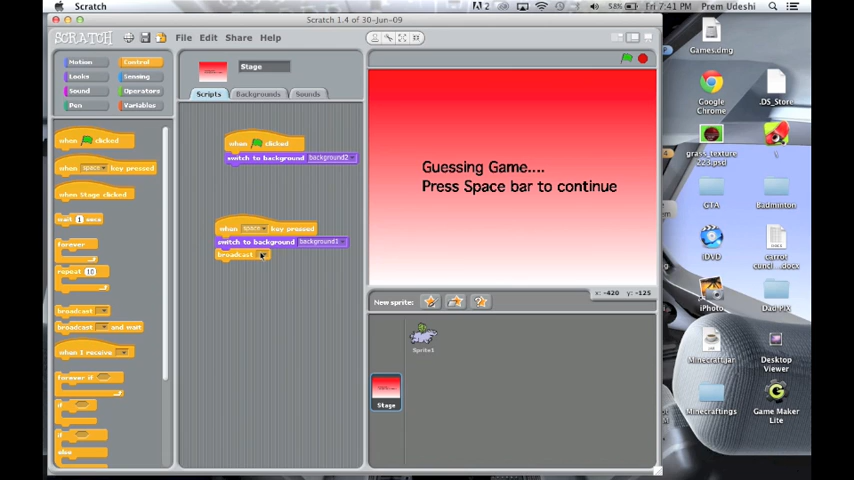 Scratch
58%
Fri 7:41 PM
Prem Udeshi
Scratch 1.4 of 30-Jun-09
SCRATCH
File
Edit
Share
Help
Motion
Control
Looks
Sensing
Sound
Operators
Pen
Variables
Stage
Scripts
Backgrounds
Sounds
when clicked
when space key pressed
when Stage clicked
wait 1 secs
forever
repeat 10
broadcast
broadcast and wait
when I receive
forever if
if
if
else
when clicked
switch to background background2
when space key pressed
switch to background background1
broadcast
Guessing Game....
Press Space bar to continue
x: -420 y: -125
New sprite:
Sprite1
Stage
Games.dmg
Google
Chrome
.DS_Store
GTA
Badminton
iDVD
iPhoto
Dad PIX
Minecraft.jar
Desktop
Viewer
Minecraftings
Game Maker
Lite